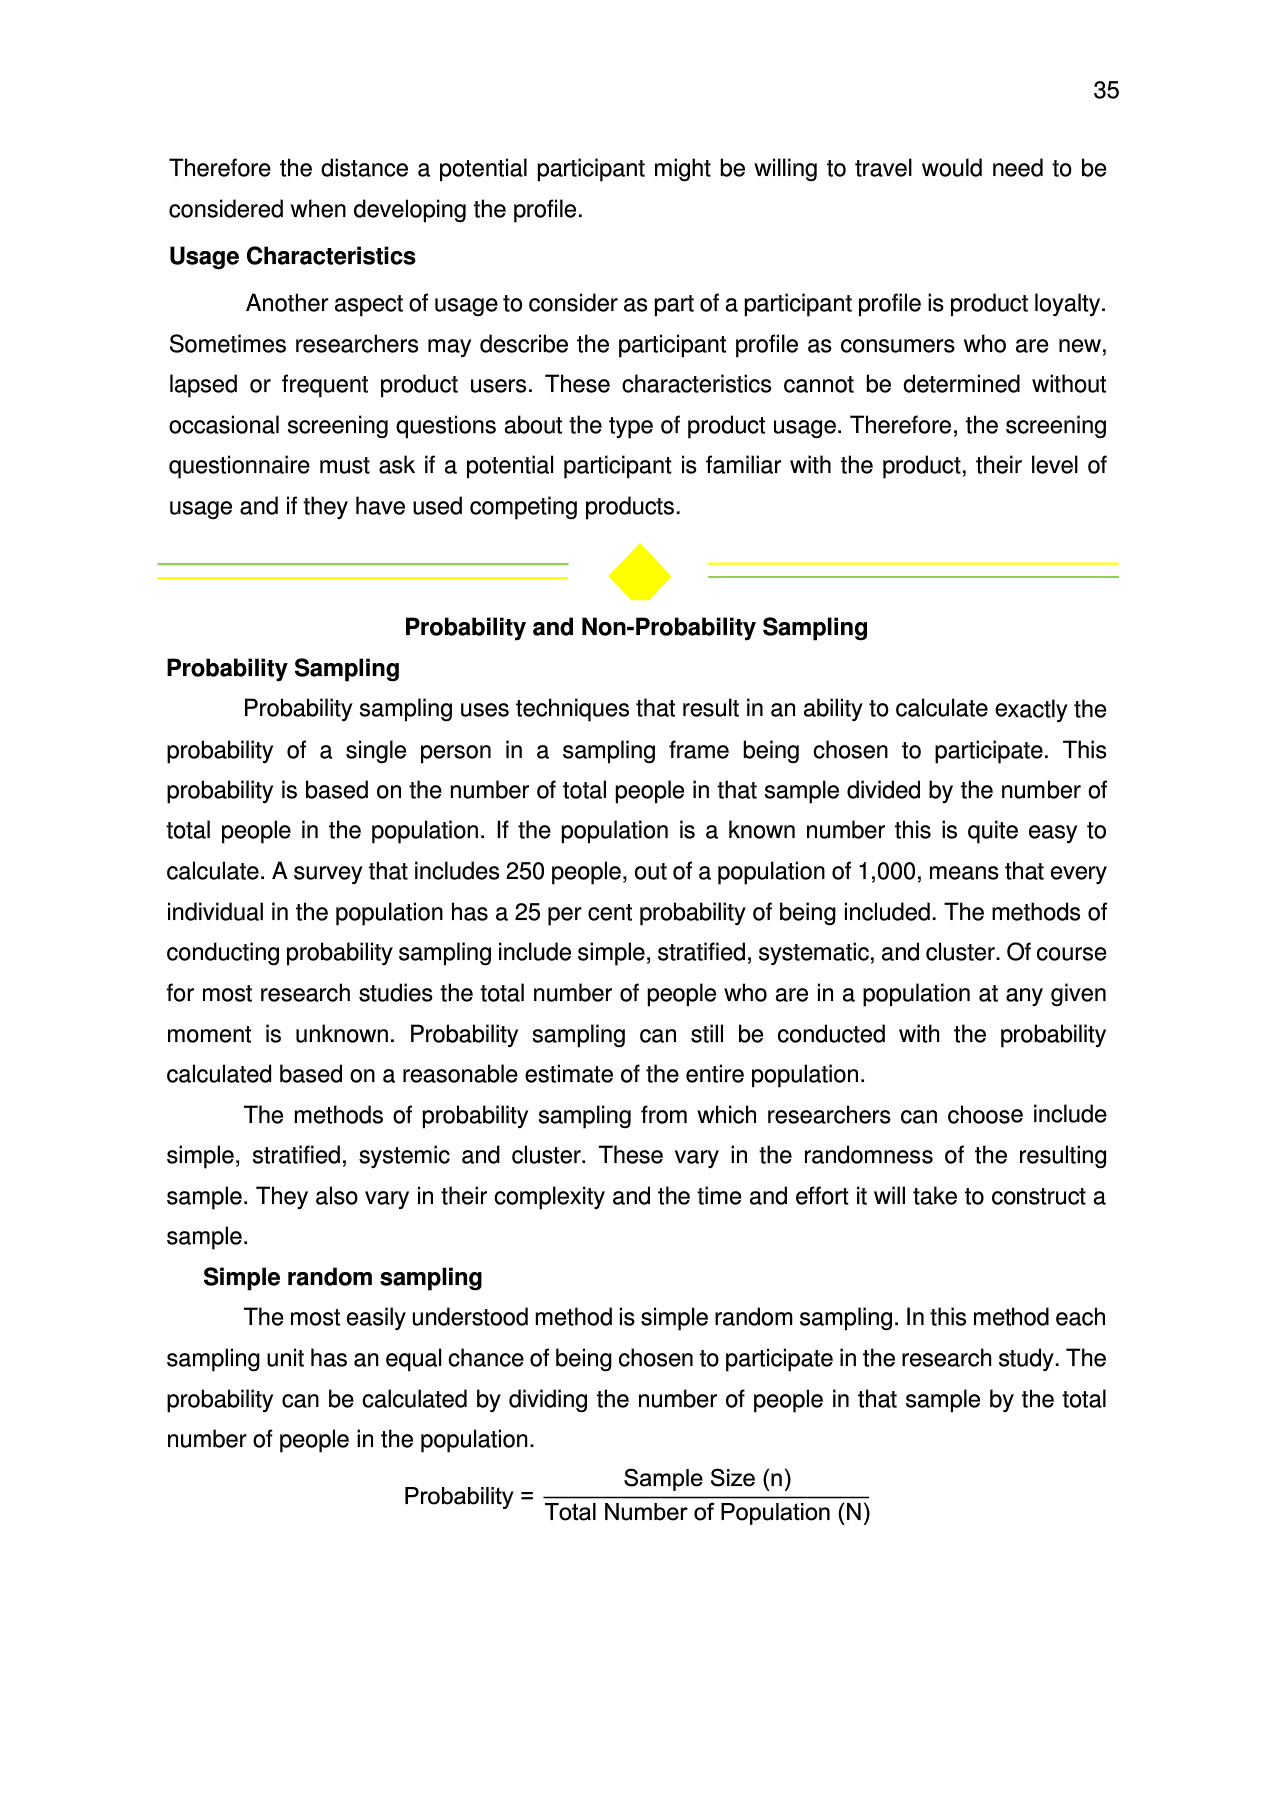 35
Therefore the distance a potential participant might be willing to travel would need to be
considered when developing the profile.
Usage Characteristics
Another aspect of usage to consider as part of a participant profile is product loyalty.
Sometimes researchers may describe the participant profile as consumers who are new,
lapsed or frequent product users. These characteristics cannot be determined without
occasional screening questions about the type of product usage. Therefore, the screening
questionnaire must ask if a potential participant is familiar with the product, their level of
usage and if they have used competing products.
Probability and Non-Probability Sampling
Probability Sampling
Probability sampling uses techniques that result in an ability to calculate exactly the
probability of a single person in a sampling frame being chosen to participate. This
probability is based on the number of total people in that sample divided by the number of
total people in the population. If the population is a known number this is quite easy to
calculate. A survey that includes 250 people, out of a population of 1,000, means that every
individual in the population has a 25 per cent probability of being included. The methods of
conducting probability sampling include simple, stratified, systematic, and cluster. Of course
for most research studies the total number of people who are in a population at any given
moment is unknown. Probability sampling can still be conducted with the probability
calculated based on a reasonable estimate of the entire population.
The methods of probability sampling from which researchers can choose include
simple, stratified, systemic and cluster. These vary in the randomness of the resulting
sample. They also vary in their complexity and the time and effort it will take to construct a
sample.
Simple random sampling
The most easily understood method is simple random sampling. In this method each
sampling unit has an equal chance of being chosen to participate in the research study. The
probability can be calculated by dividing the number of people in that sample by the total
number of people in the population.
Sample Size (n)
Probability =
Total Number of Population (N)